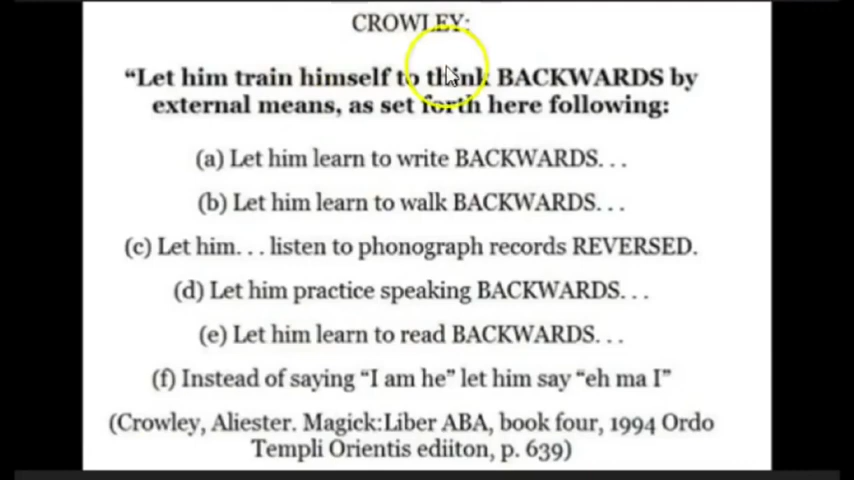 CROWLEY:
“Let him train himself to think BACKWARDS by
external means, as set forth here following:
(a) Let him learn to write BACKWARDS. . .
(b) Let him learn to walk BACKWARDS. . .
(c) Let him. . . listen to phonograph records REVERSED.
(d) Let him practice speaking BACKWARDS. . .
(e) Let him learn to read BACKWARDS. . .
(f) Instead of saying “I am he” let him say “eh ma I”
(Crowley, Aliester. Magick:Liber ABA, book four, 1994 Ordo
Templi Orientis ediiton, p. 639)